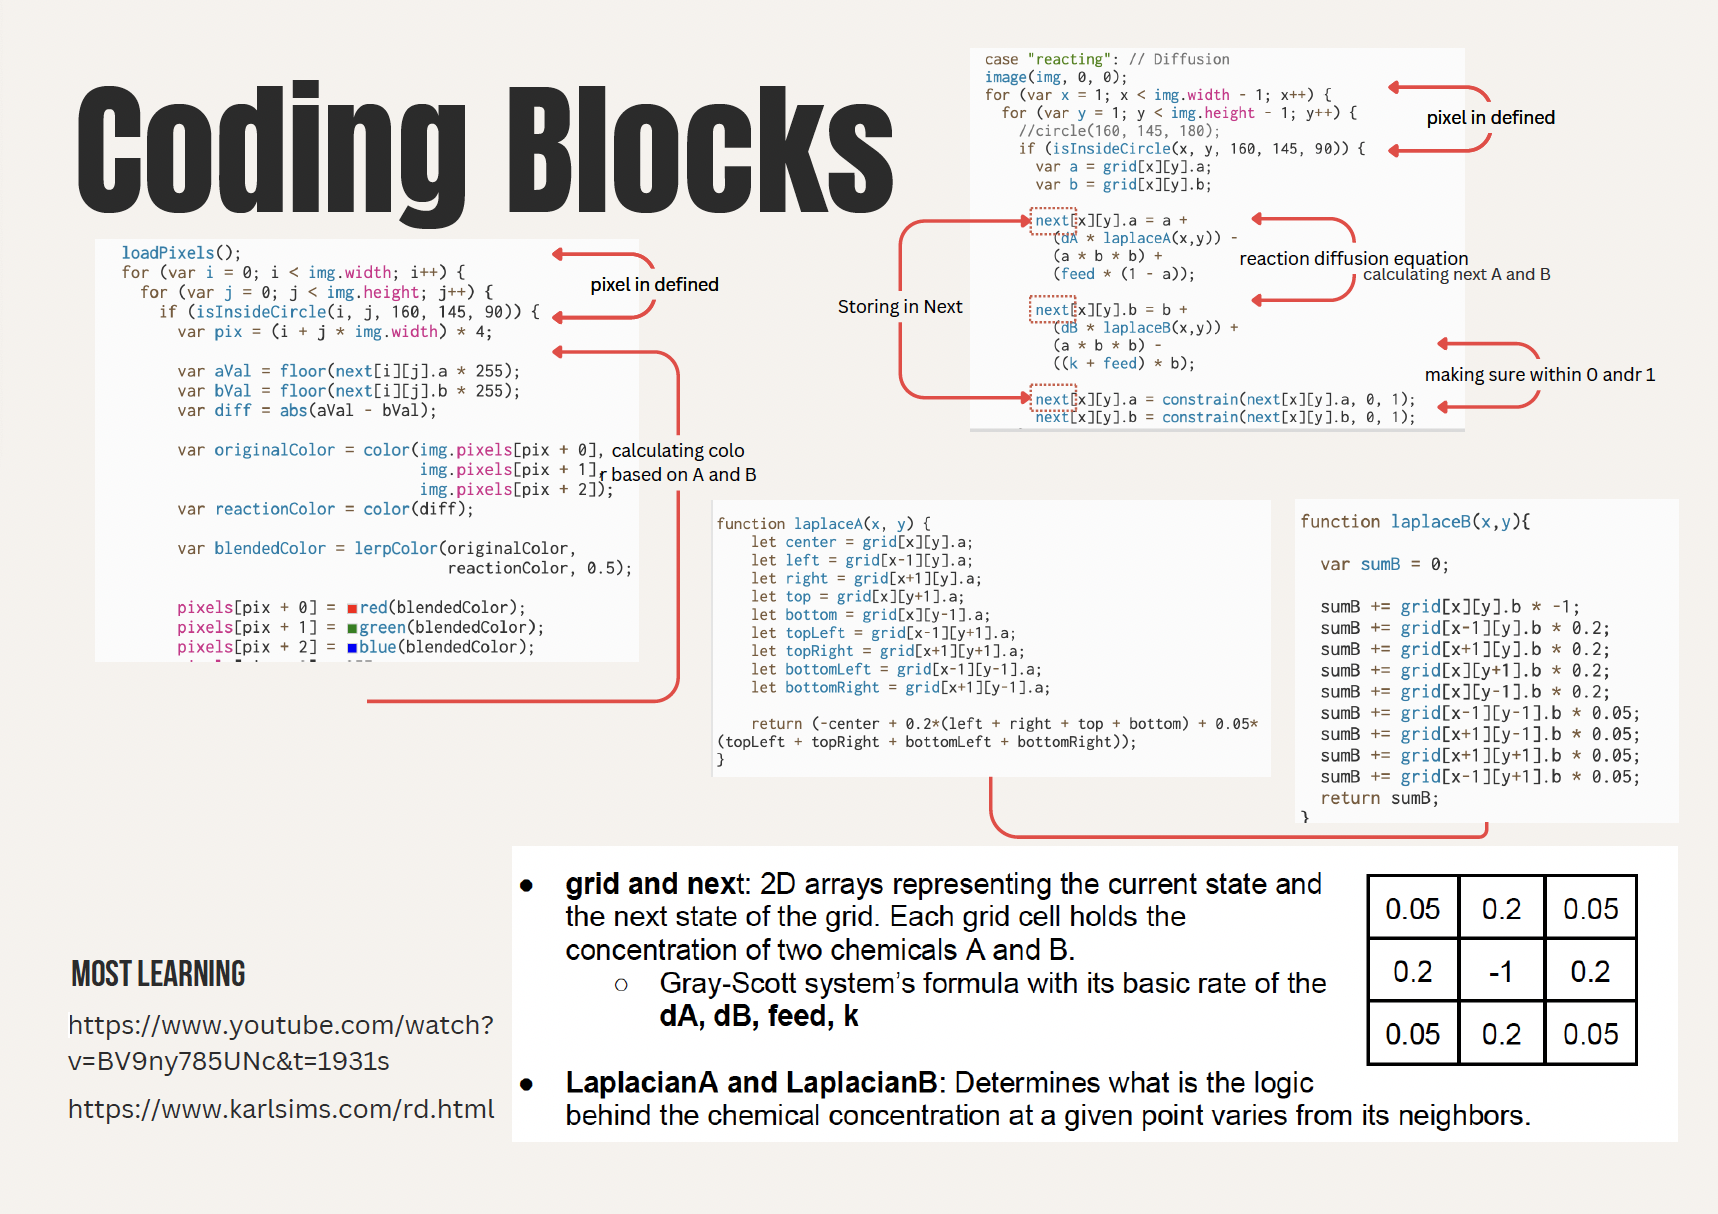 Coding Blocks
loadPixels();
for (var i = 0; i < img.width; i++) {
for (var j = 0; j < img.height; j++) {
if (isInsideCircle(i, j, 160, 145, 90)) {
var pix = (i + j * img.width) * 4;
var aVal = floor(next[i][j].a * 255);
var bVal = floor(next[i][j].b * 255);
var diff = abs(aVal - bVal);
var originalColor = color(img.pixels[pix + 0],
img.pixels[pix + 1],
img.pixels[pix + 2]);
var reactionColor = color(diff);
var blendedColor = lerpColor(originalColor,
reactionColor, 0.5);
pixels[pix + 0] = red(blendedColor);
pixels[pix + 1] = green(blendedColor);
pixels[pix + 2] = blue(blendedColor);
pixel in defined
calculating colo
r based on A and B
case "reacting": // Diffusion
image(img, 0, 0);
for (var x = 1; x < img.width - 1; x++) {
for (var y = 1; y < img.height - 1; y++) {
//circle(160, 145, 180);
if (isInsideCircle(x, y, 160, 145, 90)) {
var a = grid[x][y].a;
var b = grid[x][y].b;
next[x][y].a = a +
(dA * laplaceA(x,y)) -
(a * b * b) +
(feed * (1 - a));
next[x][y].b = b +
(dB * laplaceB(x,y)) +
(a * b * b) -
((k + feed) * b);
next[x][y].a = constrain(next[x][y].a, 0, 1);
next[x][y].b = constrain(next[x][y].b, 0, 1);
pixel in defined
reaction diffusion equation
calculating next A and B
Storing in Next
making sure within 0 andr 1
function laplaceA(x, y) {
let center = grid[x][y].a;
let left = grid[x-1][y].a;
let right = grid[x+1][y].a;
let top = grid[x][y+1].a;
let bottom = grid[x][y-1].a;
let topLeft = grid[x-1][y+1].a;
let topRight = grid[x+1][y+1].a;
let bottomLeft = grid[x-1][y-1].a;
let bottomRight = grid[x+1][y-1].a;
return (-center + 0.2*(left + right + top + bottom) + 0.05*
(topLeft + topRight + bottomLeft + bottomRight));
}
function laplaceB(x,y){
var sumB = 0;
sumB += grid[x][y].b * -1;
sumB += grid[x-1][y].b * 0.2;
sumB += grid[x+1][y].b * 0.2;
sumB += grid[x][y+1].b * 0.2;
sumB += grid[x][y-1].b * 0.2;
sumB += grid[x-1][y-1].b * 0.05;
sumB += grid[x+1][y-1].b * 0.05;
sumB += grid[x+1][y+1].b * 0.05;
sumB += grid[x-1][y+1].b * 0.05;
return sumB;
}
● grid and next: 2D arrays representing the current state and
the next state of the grid. Each grid cell holds the
concentration of two chemicals A and B.
○ Gray-Scott system’s formula with its basic rate of the
dA, dB, feed, k
● LaplacianA and LaplacianB: Determines what is the logic
behind the chemical concentration at a given point varies from its neighbors.
0.05 0.2 0.05
0.2 -1 0.2
0.05 0.2 0.05
MOST LEARNING
https://www.youtube.com/watch?
v=BV9ny785UNc&t=1931s
https://www.karlsims.com/rd.html